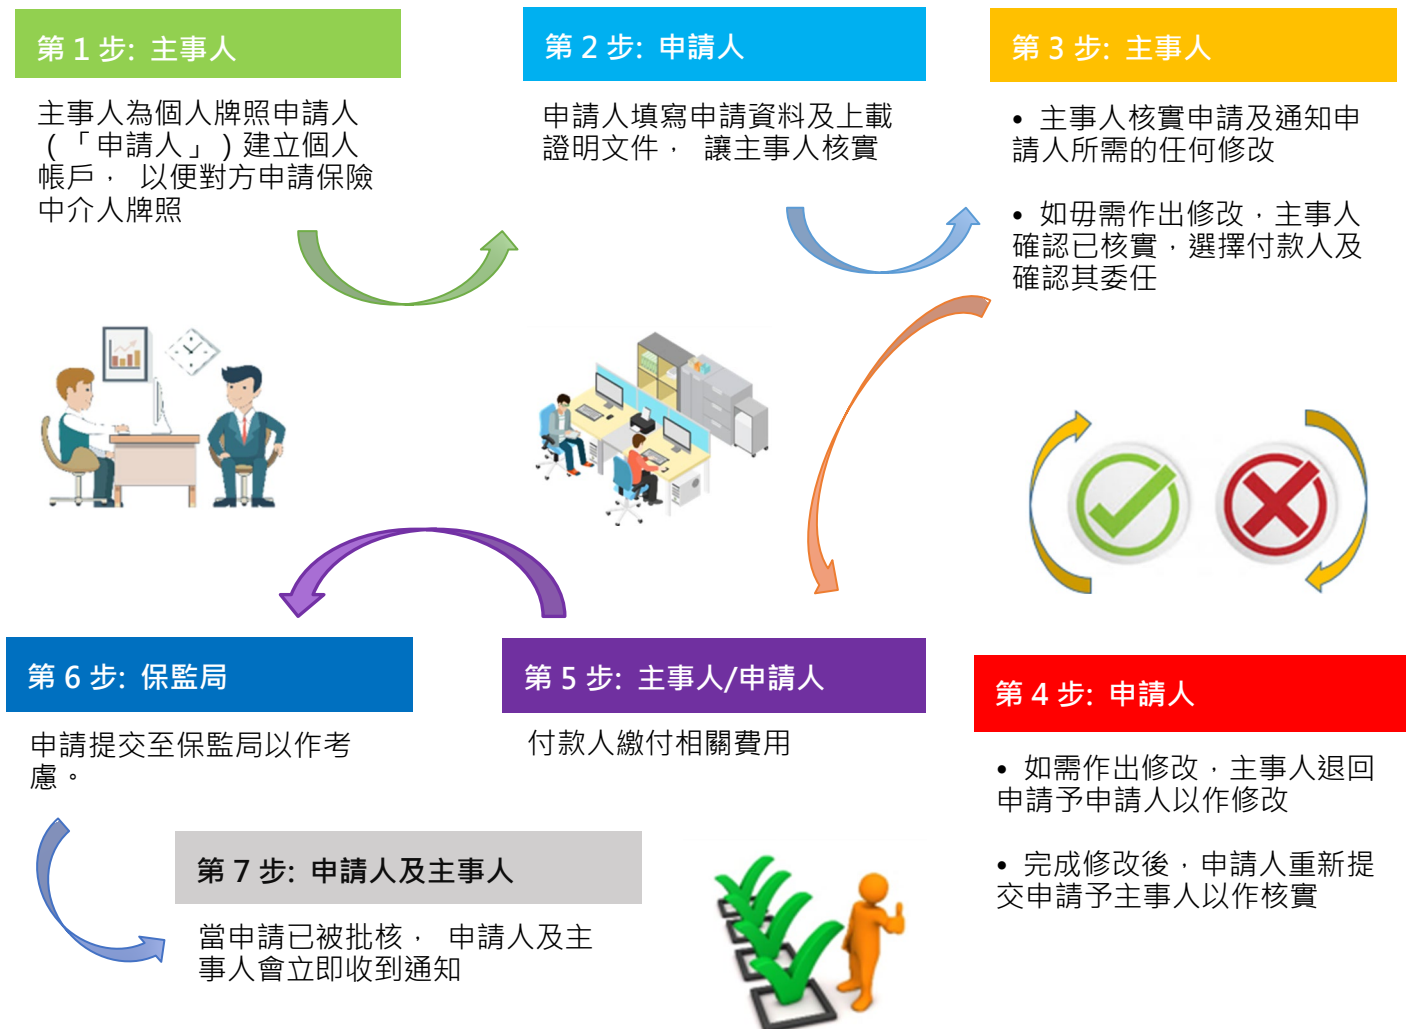 第 1 步: 主事人
主事人為個人牌照申請人
(「申請人」)建立個人
帳戶， 以便對方申請保險
中介人牌照
第 2 步: 申請人
申請人填寫申請資料及上載
證明文件， 讓主事人核實
第 3 步: 主事人
• 主事人核實申請及通知申
請人所需的任何修改
• 如毋需作出修改，主事人
確認已核實，選擇付款人及
確認其委任
第 4 步: 申請人
• 如需作出修改，主事人退回
申請予申請人以作修改
• 完成修改後，申請人重新提
交申請予主事人以作核實
第 5 步: 主事人/申請人
付款人繳付相關費用
第 6 步: 保監局
申請提交至保監局以作考
慮。
第 7 步: 申請人及主事人
當申請已被批核， 申請人及主
事人會立即收到通知